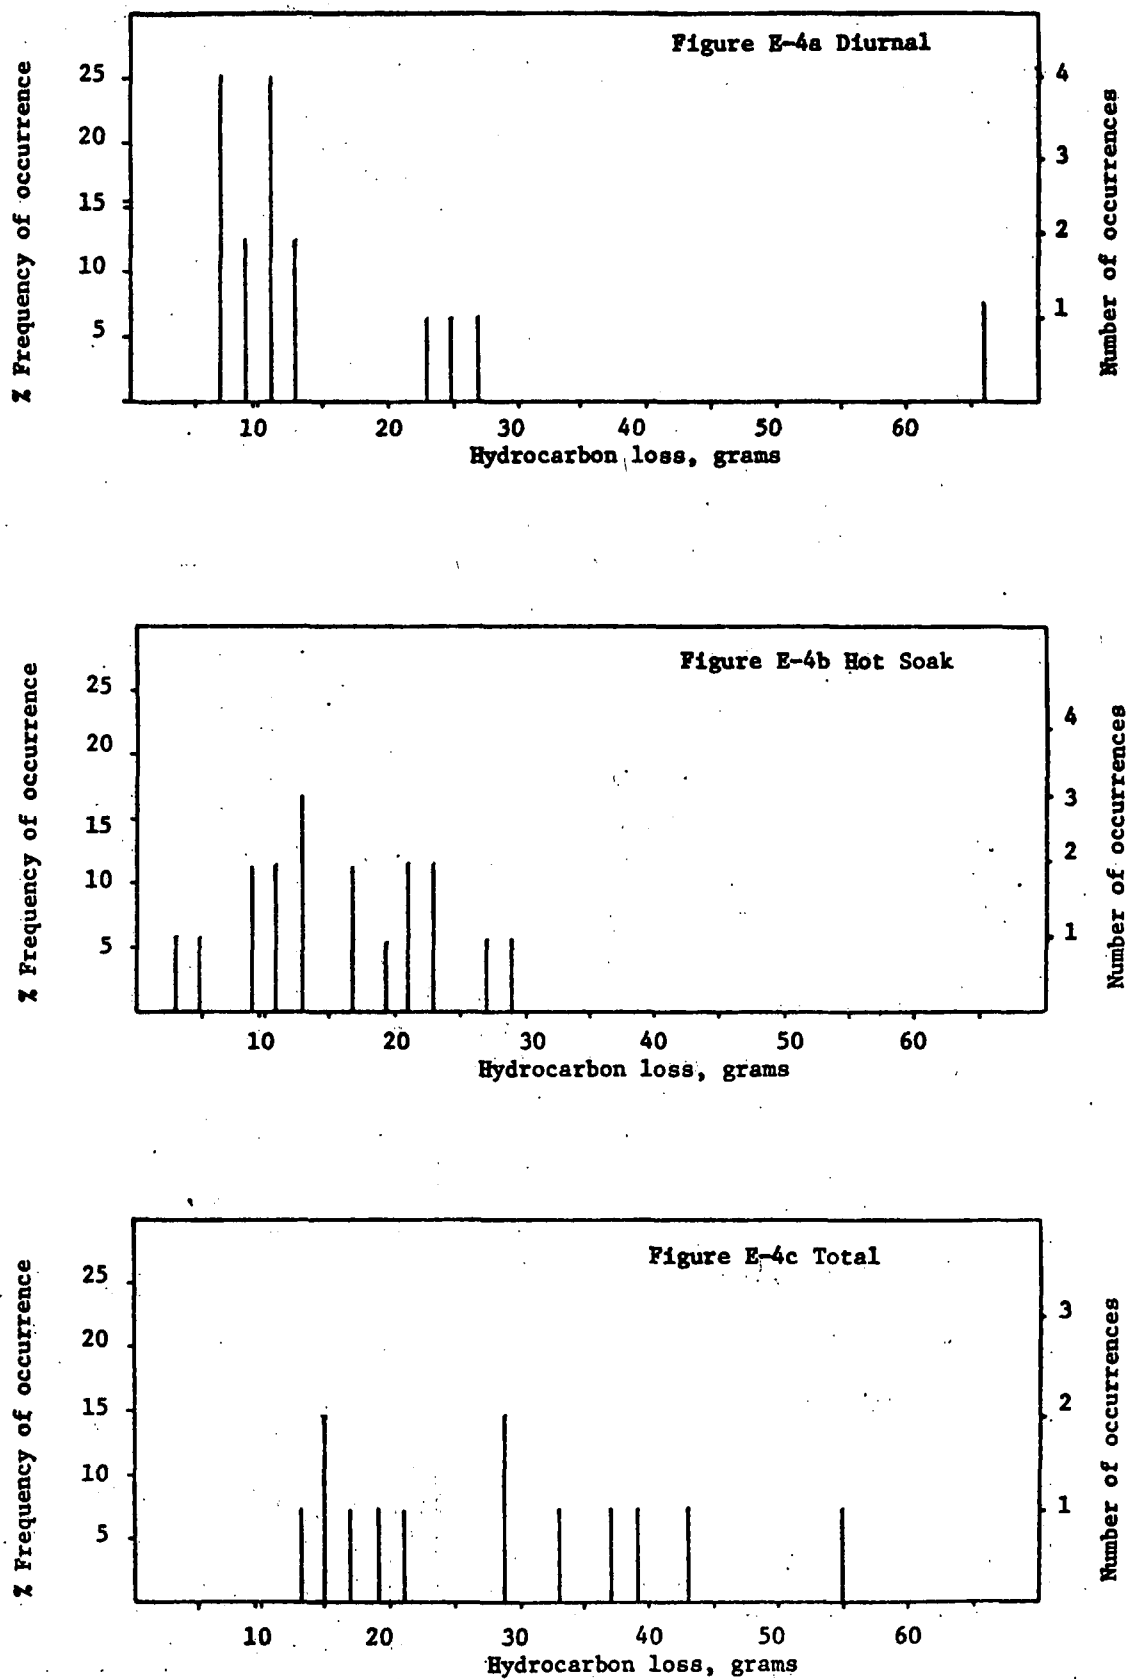 Figure E-4a Diurnal
% Frequency of occurrence
25
20
15
10
5
4
3
2
1
Number of occurrences
10 20 30 40 50 60
Hydrocarbon loss, grams
Figure E-4b Hot Soak
% Frequency of occurrence
25
20
15
10
5
4
3
2
1
Number of occurrences
10 20 30 40 50 60
Hydrocarbon loss, grams
Figure E-4c Total
% Frequency of occurrence
25
20
15
10
5
3
2
1
Number of occurrences
10 20 30 40 50 60
Hydrocarbon loss, grams